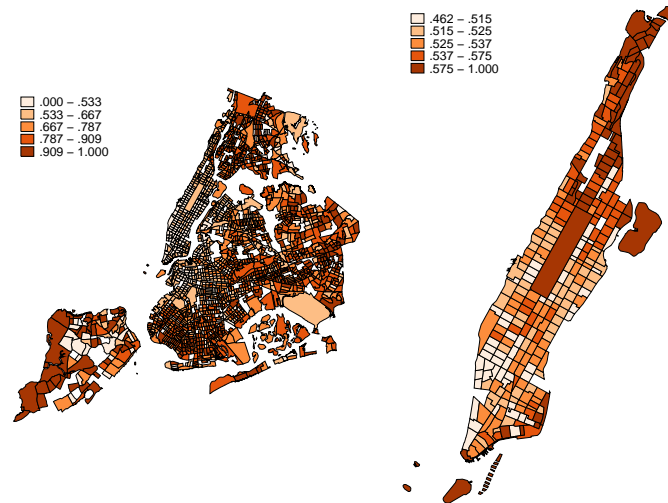 .000 – .533
.533 – .667
.667 – .787
.787 – .909
.909 – 1.000
.462 – .515
.515 – .525
.525 – .537
.537 – .575
.575 – 1.000